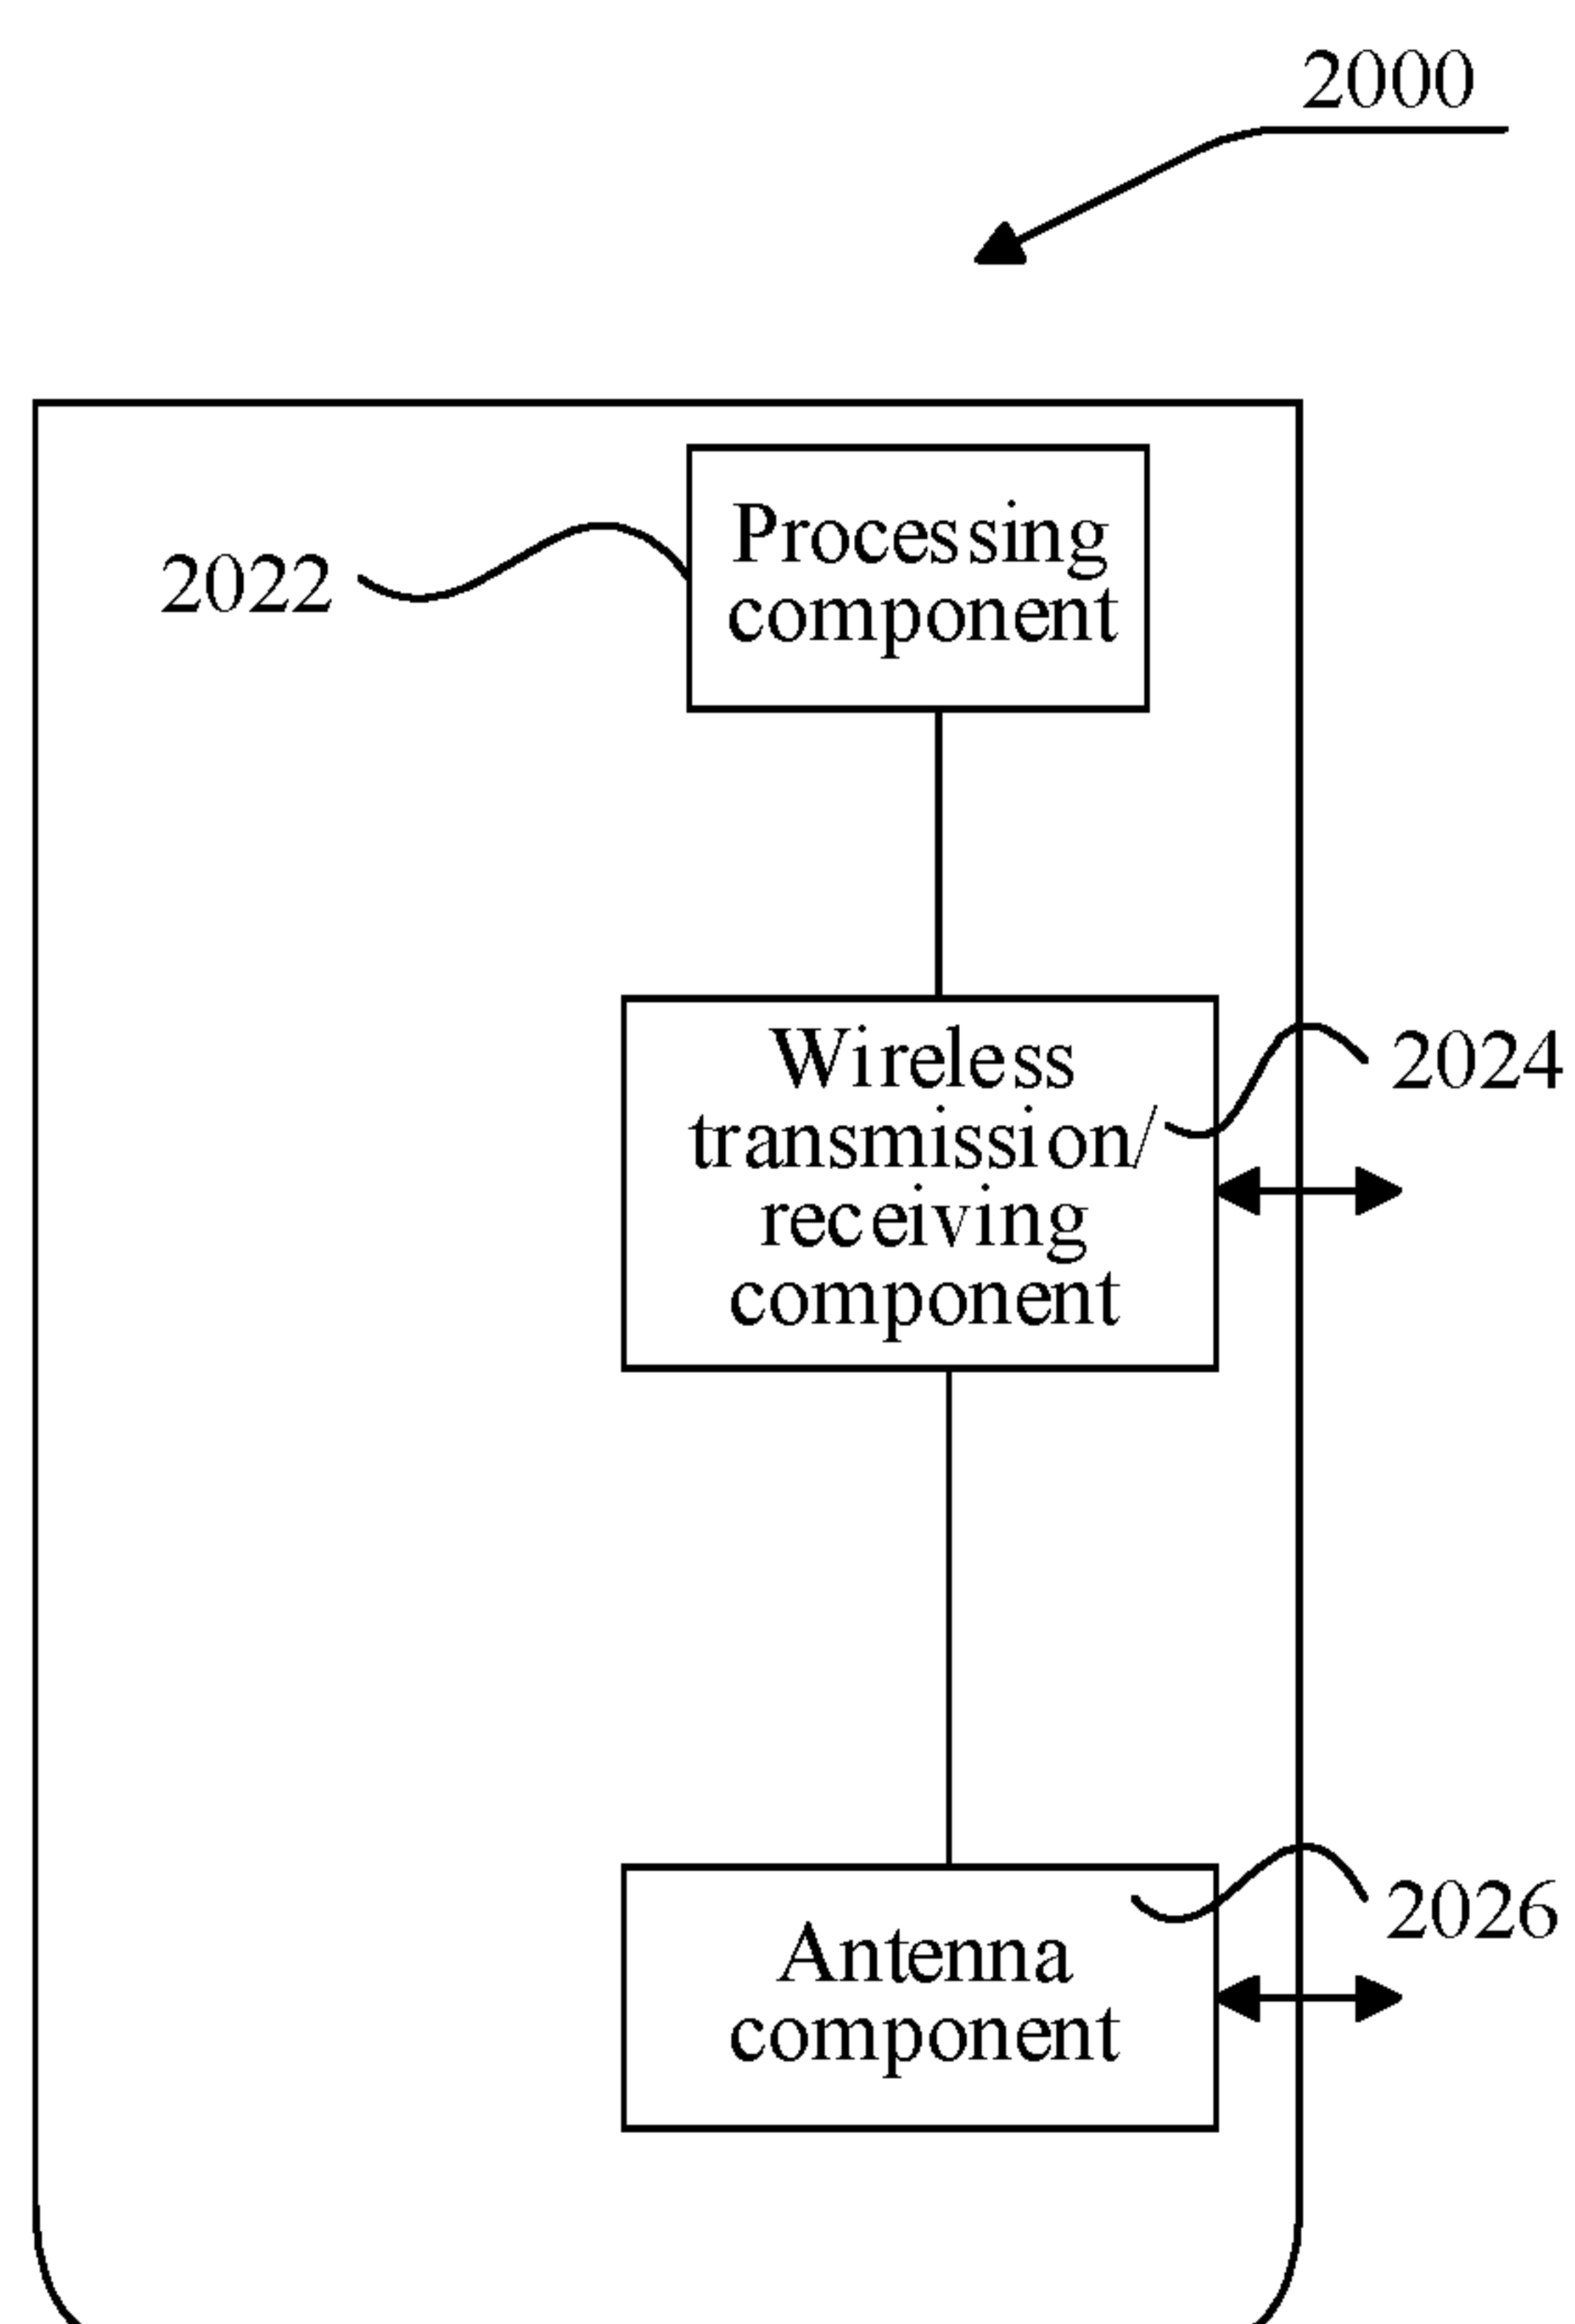 2000
Processing
component
2022
Wireless
transmission/
receiving
component
2024
2026
Antenna
component